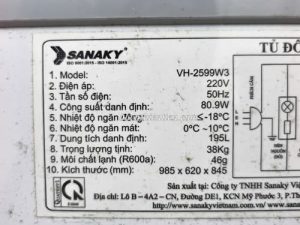 SANAKY
ISO 9001:2015 - ISO 14001:2015
TỦ ĐÔ
1. Model: VH-2599W3
2. Điện áp: 220V
3. Tần số điện: 50Hz
4. Công suất danh định: 80.9W
5. Nhiệt độ ngăn đông: ≤-18°C
6. Nhiệt độ ngăn mát: 0°C ~10°C
7. Dung tích danh định: 195L
8. Trọng lượng tịnh: 38Kg
9. Môi chất lạnh (R600a): 46g
10. Kích thước (mm): 985 x 620 x 845
Sản xuất tại: Công ty TNHH Sanaky Việ
Địa chỉ: Lô B - 4A2 - CN, Đường DE1, KCN Mỹ Phước 3, P.Th
www.sanakyvietnam.com.vn